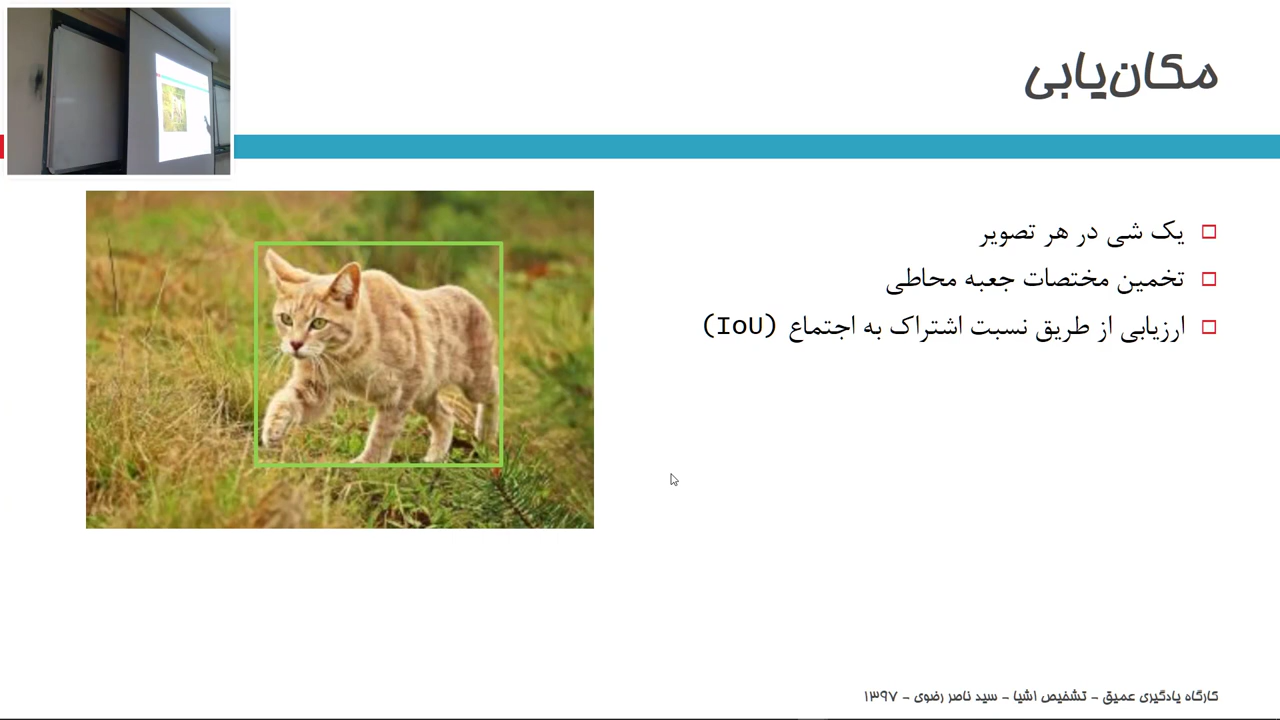 مکان‌یابی
یک شی در هر تصویر
تخمین مختصات جعبه محاطی
ارزیابی از طریق نسبت اشتراک به اجتماع (IoU)
کارگاه یادگیری عمیق - تشخیص اشیا - سید ناصر رضوی - ۱۳۹۷